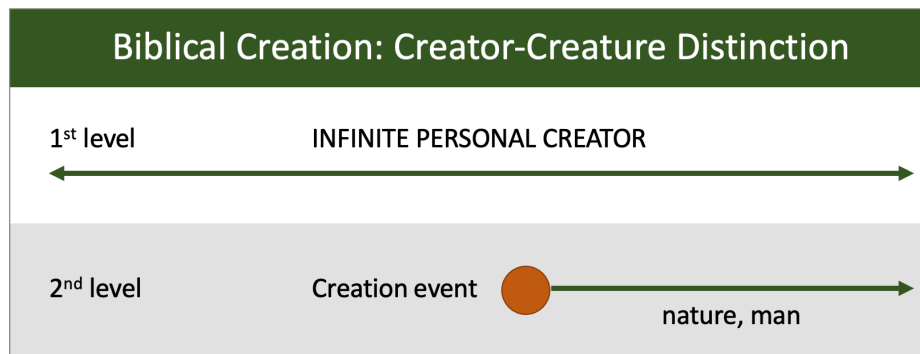 Biblical Creation: Creator-Creature Distinction
1st level INFINITE PERSONAL CREATOR
2nd level Creation event
nature, man